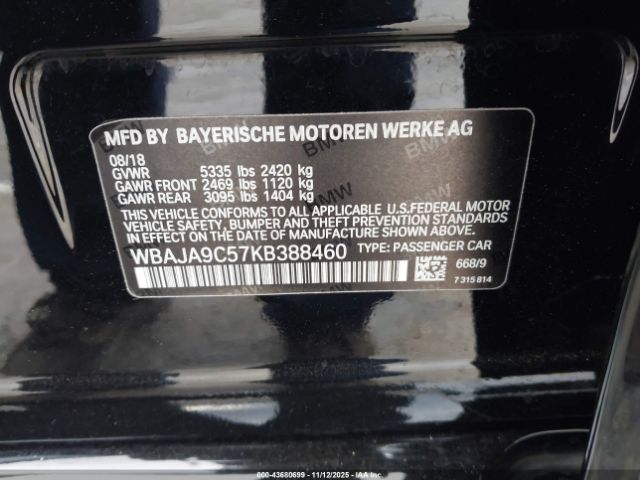 MFD BY BAYERISCHE MOTOREN WERKE AG
08/18
GVWR 5335 lbs 2420 kg
GAWR FRONT 2469 lbs 1120 kg
GAWR REAR 3095 lbs 1404 kg
THIS VEHICLE CONFORMS TO ALL APPLICABLE U.S.FEDERAL MOTOR
VEHICLE SAFETY, BUMPER AND THEFT PREVENTION STANDARDS
IN EFFECT ON THE DATE OF MANUFACTURE SHOWN ABOVE.
WBAJA9C57KB388460 TYPE: PASSENGER CAR
668/9
7 315 814
000-43680699 - 11/12/2025 - IAAI.COM